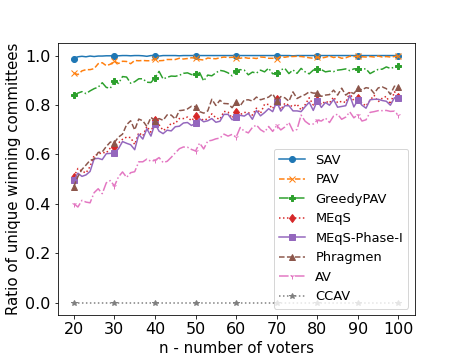 Ratio of unique winning committees
1.0
0.8
0.6
0.4
0.2
0.0
SAV
PAV
GreedyPAV
MEqS
MEqS-Phase-I
Phragmen
AV
CCAV
20 30 40 50 60 70 80 90 100
n - number of voters